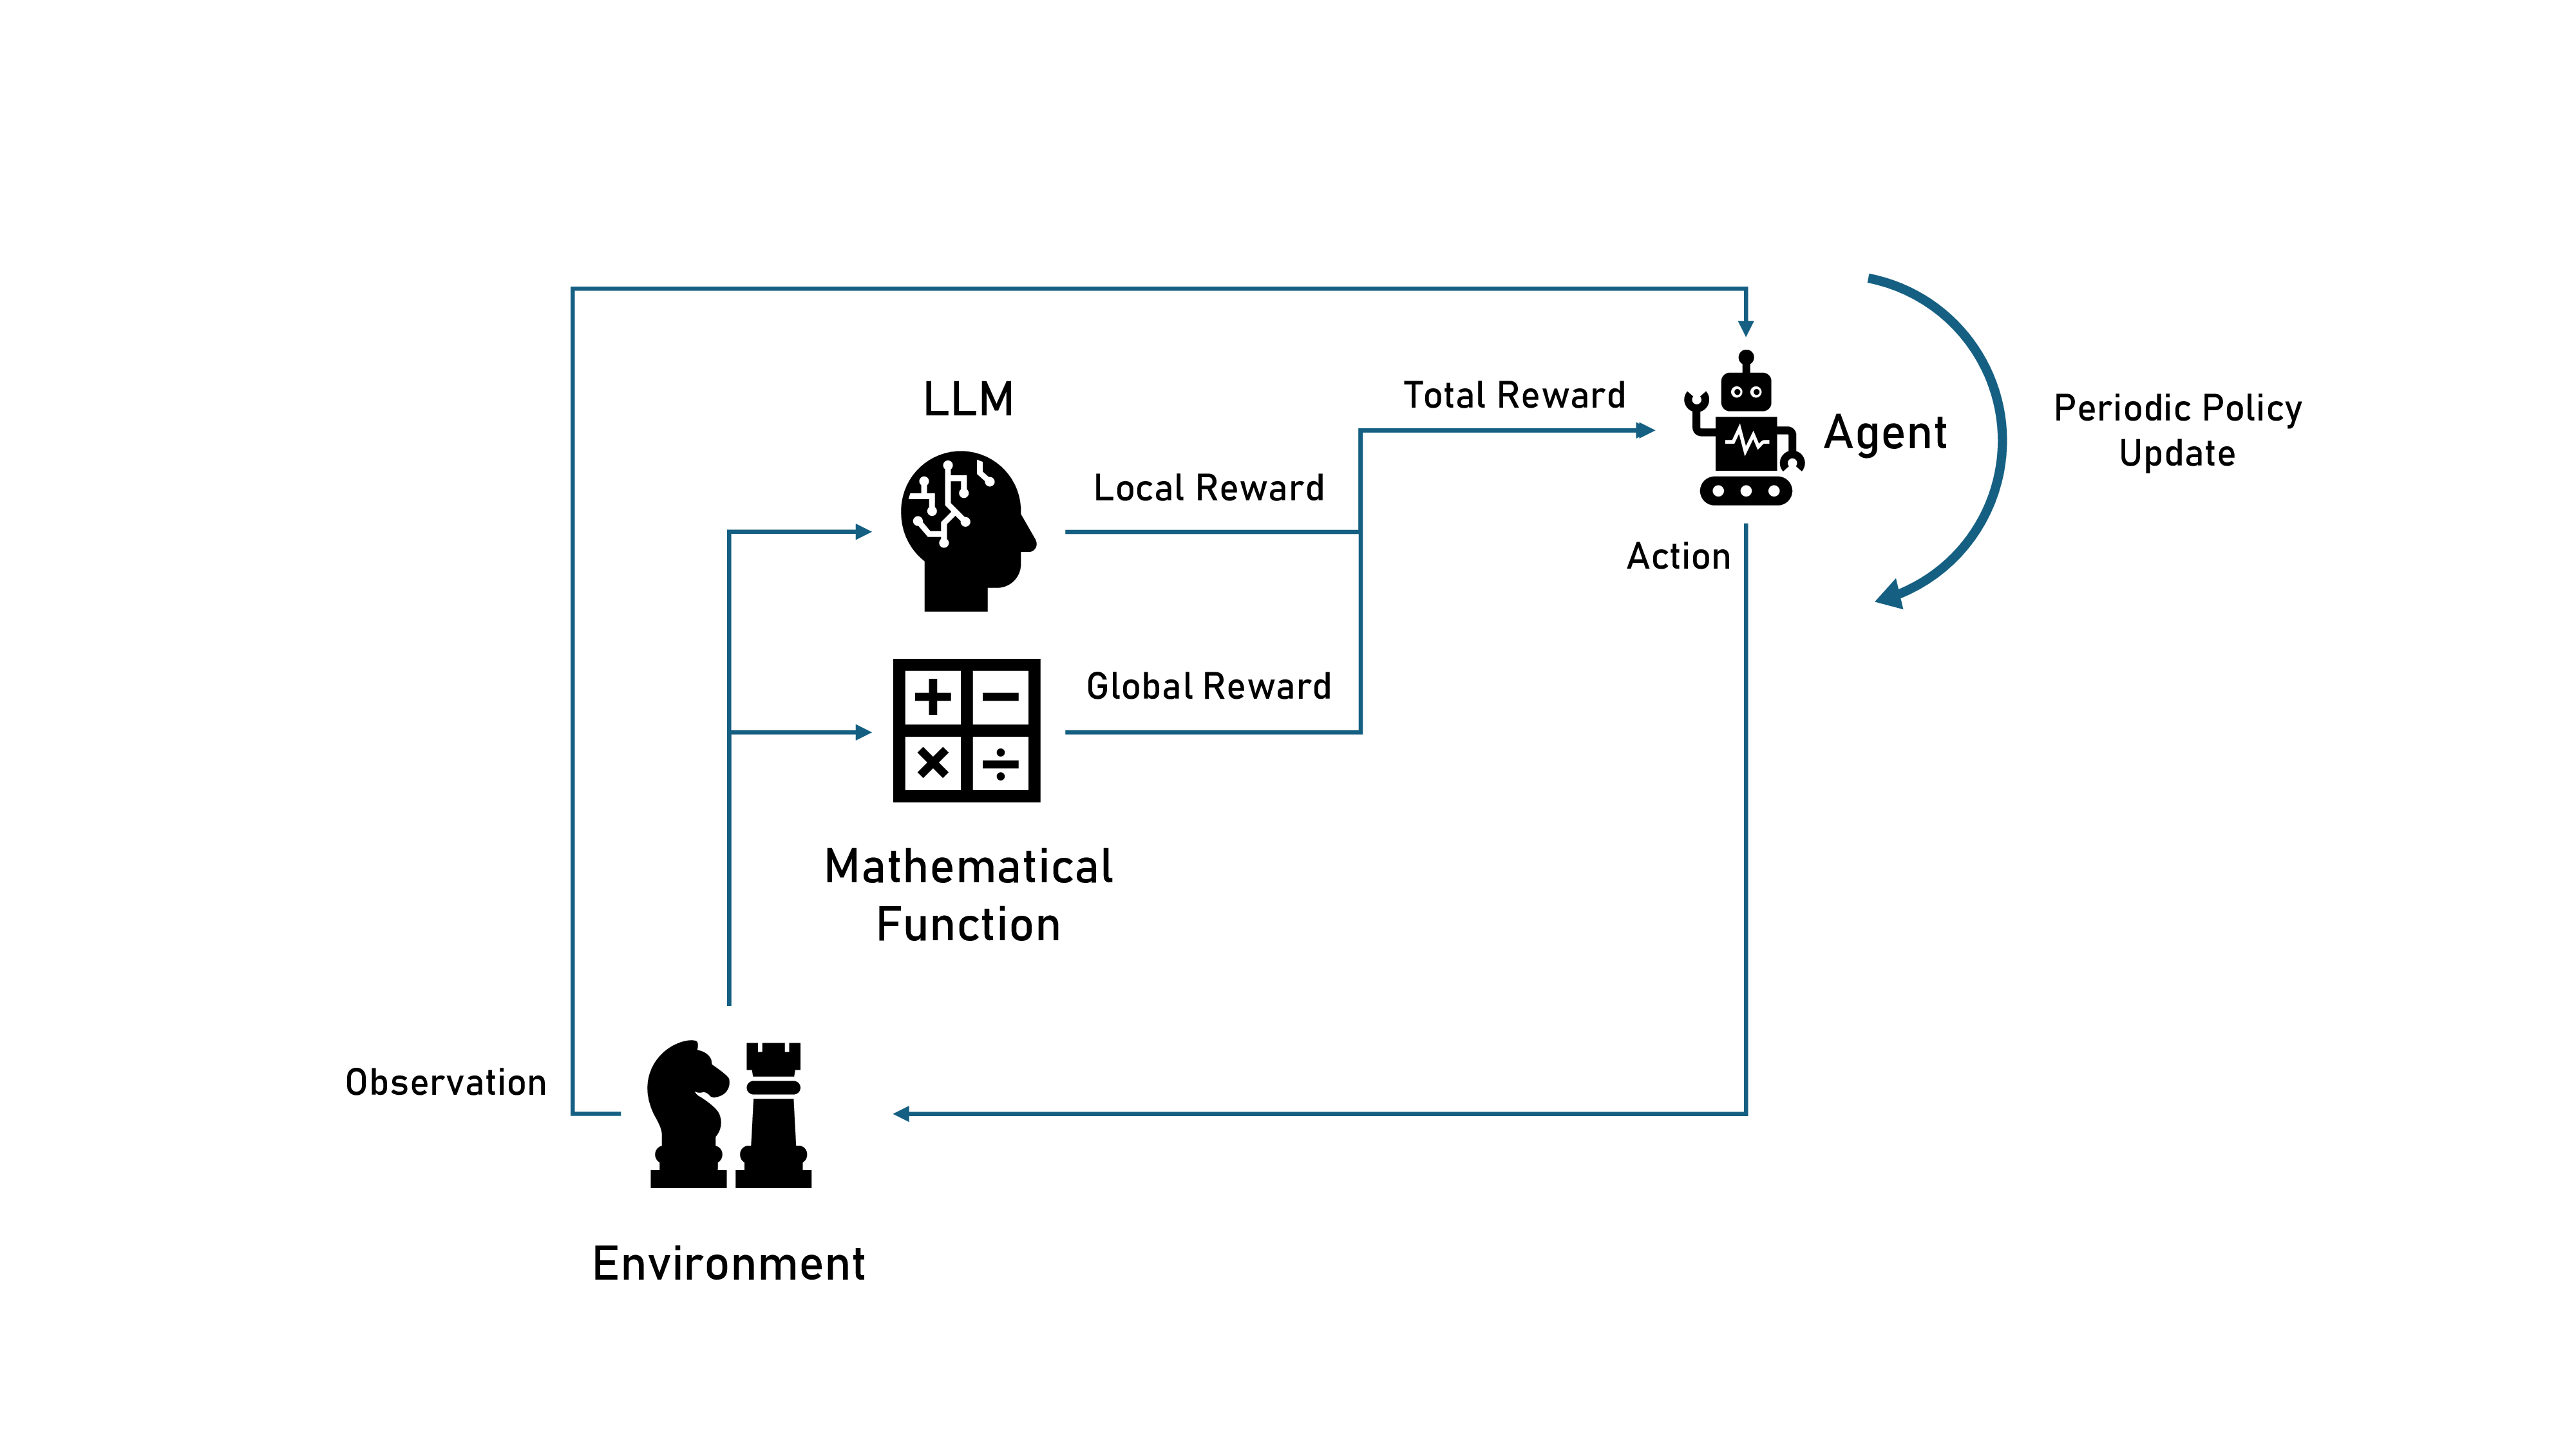 LLM
Total Reward
Agent
Periodic Policy
Update
Local Reward
Action
Global Reward
Mathematical
Function
Observation
Environment